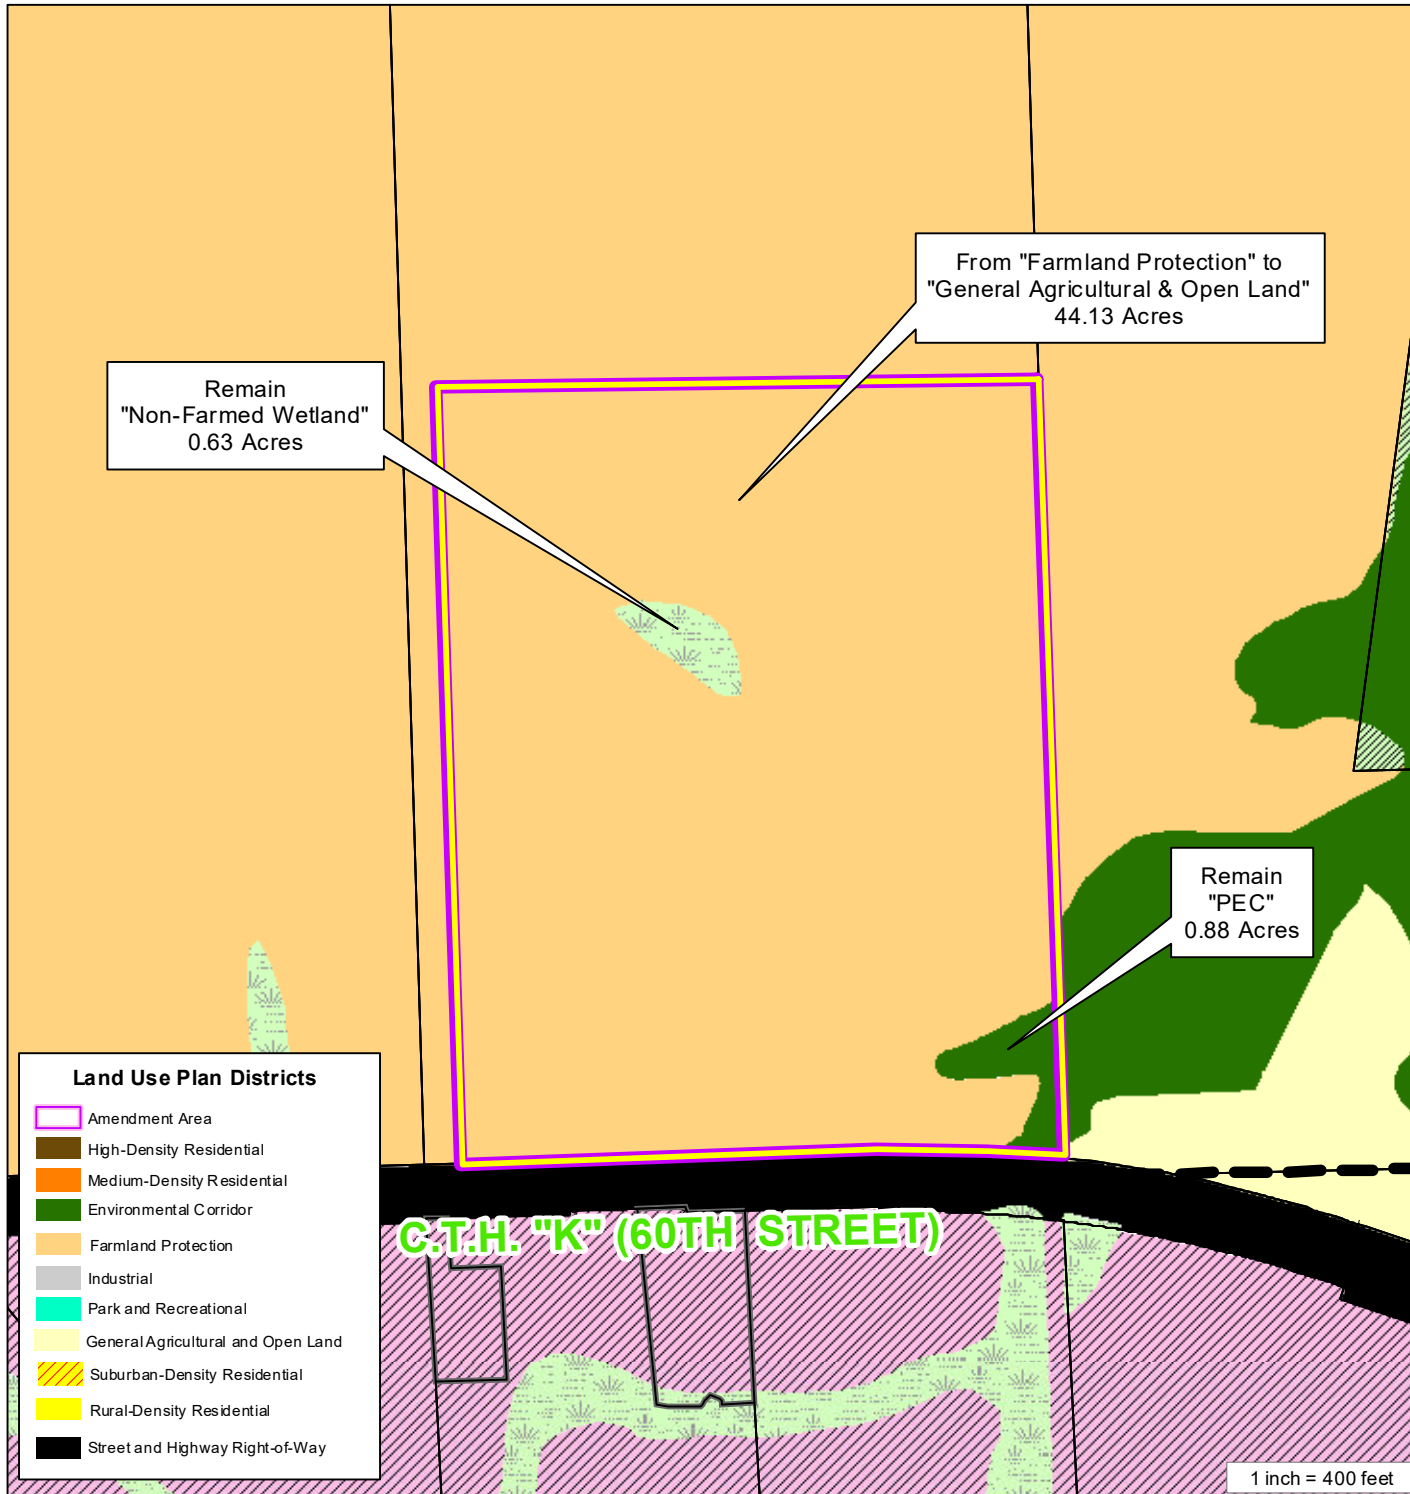 From "Farmland Protection" to
"General Agricultural & Open Land"
44.13 Acres
Remain
"Non-Farmed Wetland"
0.63 Acres
Remain
"PEC"
0.88 Acres
C.T.H. "K" (60TH STREET)
Land Use Plan Districts
Amendment Area
High-Density Residential
Medium-Density Residential
Environmental Corridor
Farmland Protection
Industrial
Park and Recreational
General Agricultural and Open Land
Suburban-Density Residential
Rural-Density Residential
Street and Highway Right-of-Way
1 inch = 400 feet